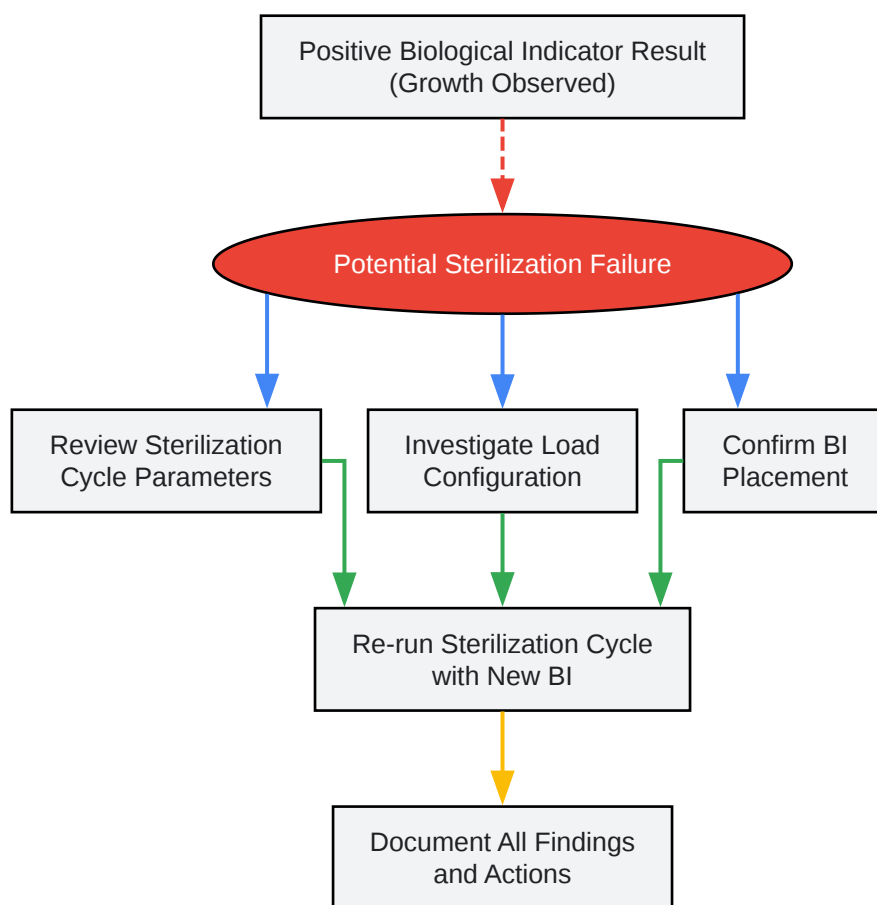 Positive Biological Indicator Result
(Growth Observed)
Potential Sterilization Failure
Review Sterilization
Cycle Parameters
Investigate Load
Configuration
Confirm BI
Placement
Re-run Sterilization Cycle
with New BI
Document All Findings
and Actions